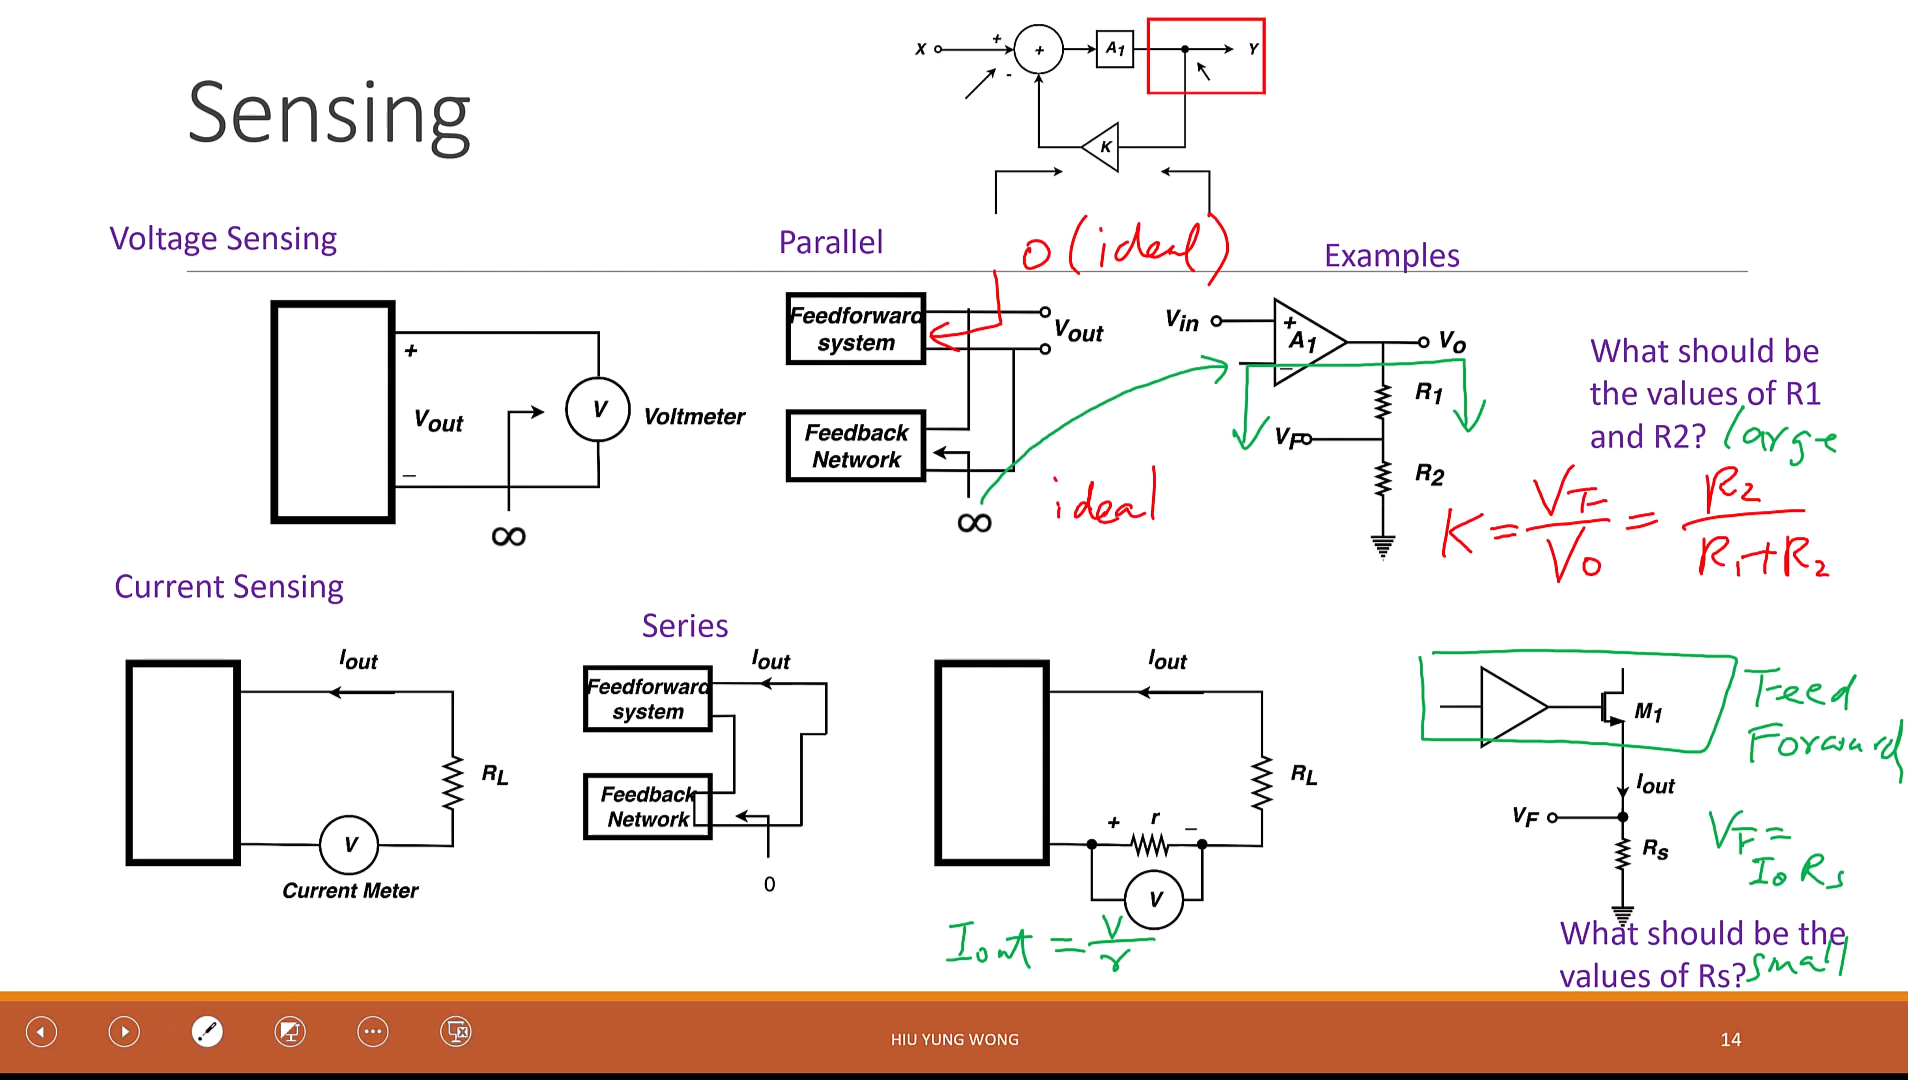 X + + A1 Y
-
K
Sensing
Voltage Sensing
Parallel
0 (ideal)
Examples
+
Vout
–
V
Voltmeter
∞
Feedforward
system
Vout
Feedback
Network
∞
ideal
Vin
+
A1
–
Vo
R1
VF
R2
What should be
the values of R1
and R2? large
K = VF/Vo = R2/(R1+R2)
Current Sensing
Series
Iout
RL
V
Current Meter
Iout
Feedforward
system
Feedback
Network
0
Iout
RL
+ r –
V
Iout = V/r
M1
Feed
Forward
Iout
VF
Rs
VF =
Io Rs
What should be the
values of Rs? small
HIU YUNG WONG
14